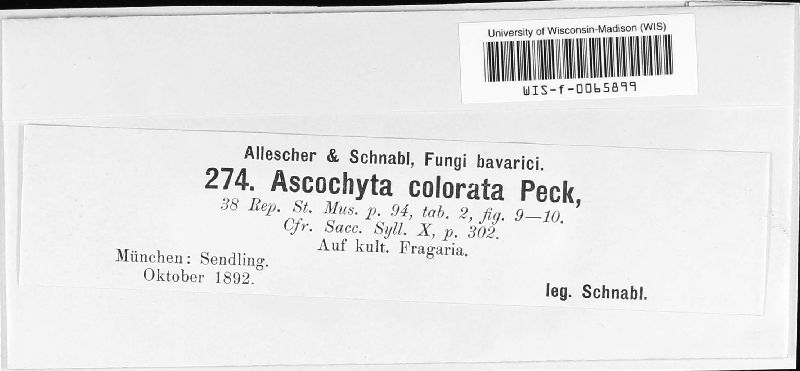 University of Wisconsin-Madison (WIS)
WIS-f-0065899
Allescher & Schnabl, Fungi bavarici.
274. Ascochyta colorata Peck,
38 Rep. St. Mus. p. 94, tab. 2, fig. 9—10.
Cfr. Sacc. Syll. X, p. 302.
Auf kult. Fragaria.
München: Sendling.
Oktober 1892.
leg. Schnabl.